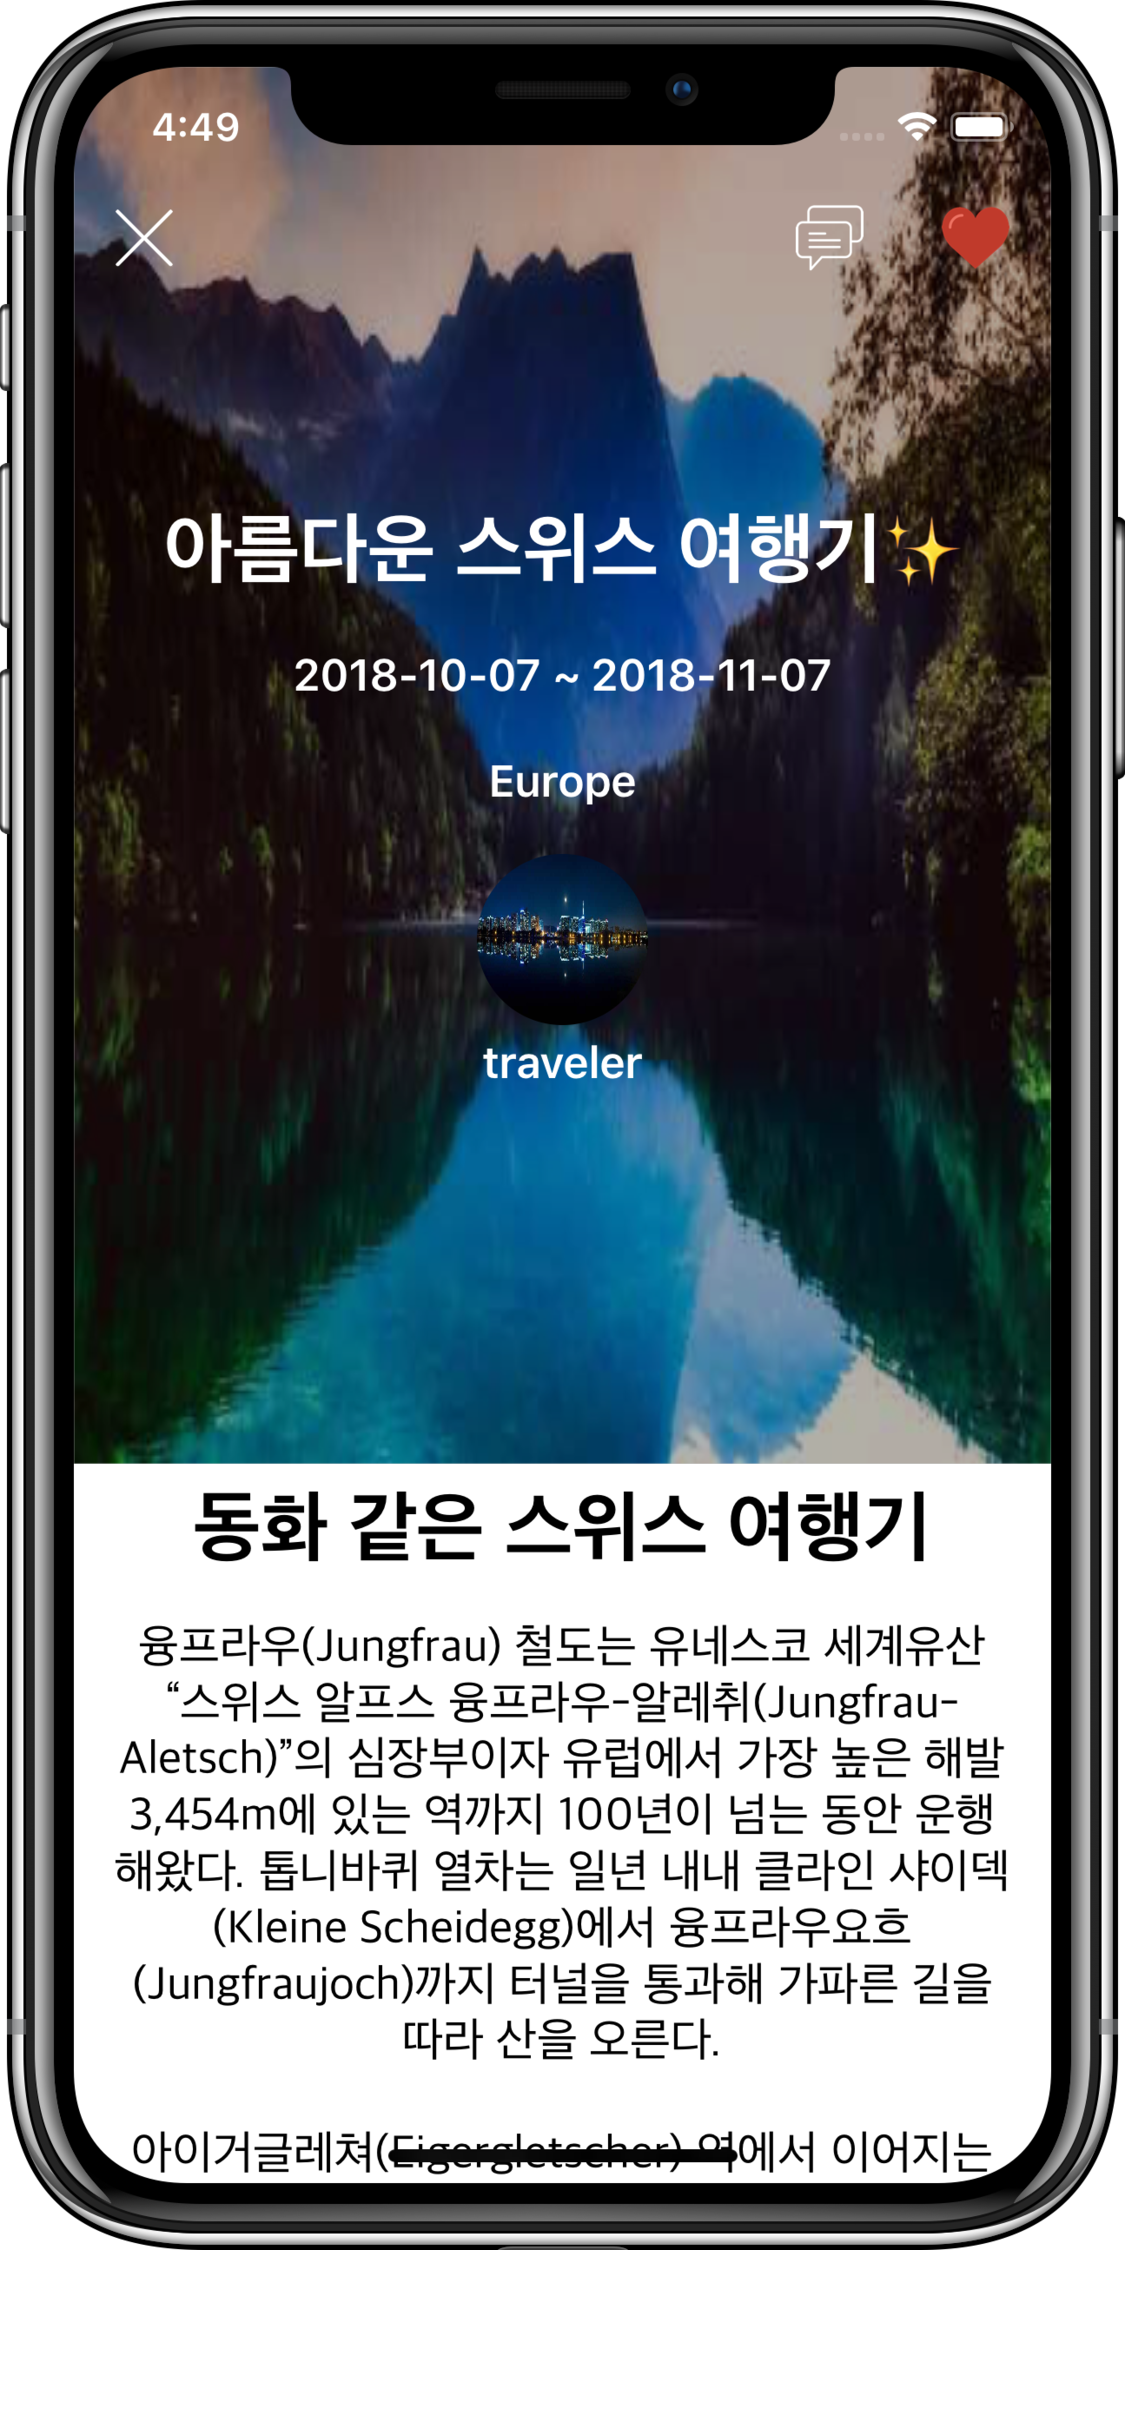 4:49
아름다운 스위스 여행기✨
2018-10-07 ~ 2018-11-07
Europe
traveler
동화 같은 스위스 여행기
융프라우(Jungfrau) 철도는 유네스코 세계유산
“스위스 알프스 융프라우-알레취(Jungfrau-
Aletsch)”의 심장부이자 유럽에서 가장 높은 해발
3,454m에 있는 역까지 100년이 넘는 동안 운행
해왔다. 톱니바퀴 열차는 일년 내내 클라인 샤이덱
(Kleine Scheidegg)에서 융프라우요흐
(Jungfraujoch)까지 터널을 통과해 가파른 길을
따라 산을 오른다.
아이거글레쳐(Eigergletscher) 역에서 이어지는